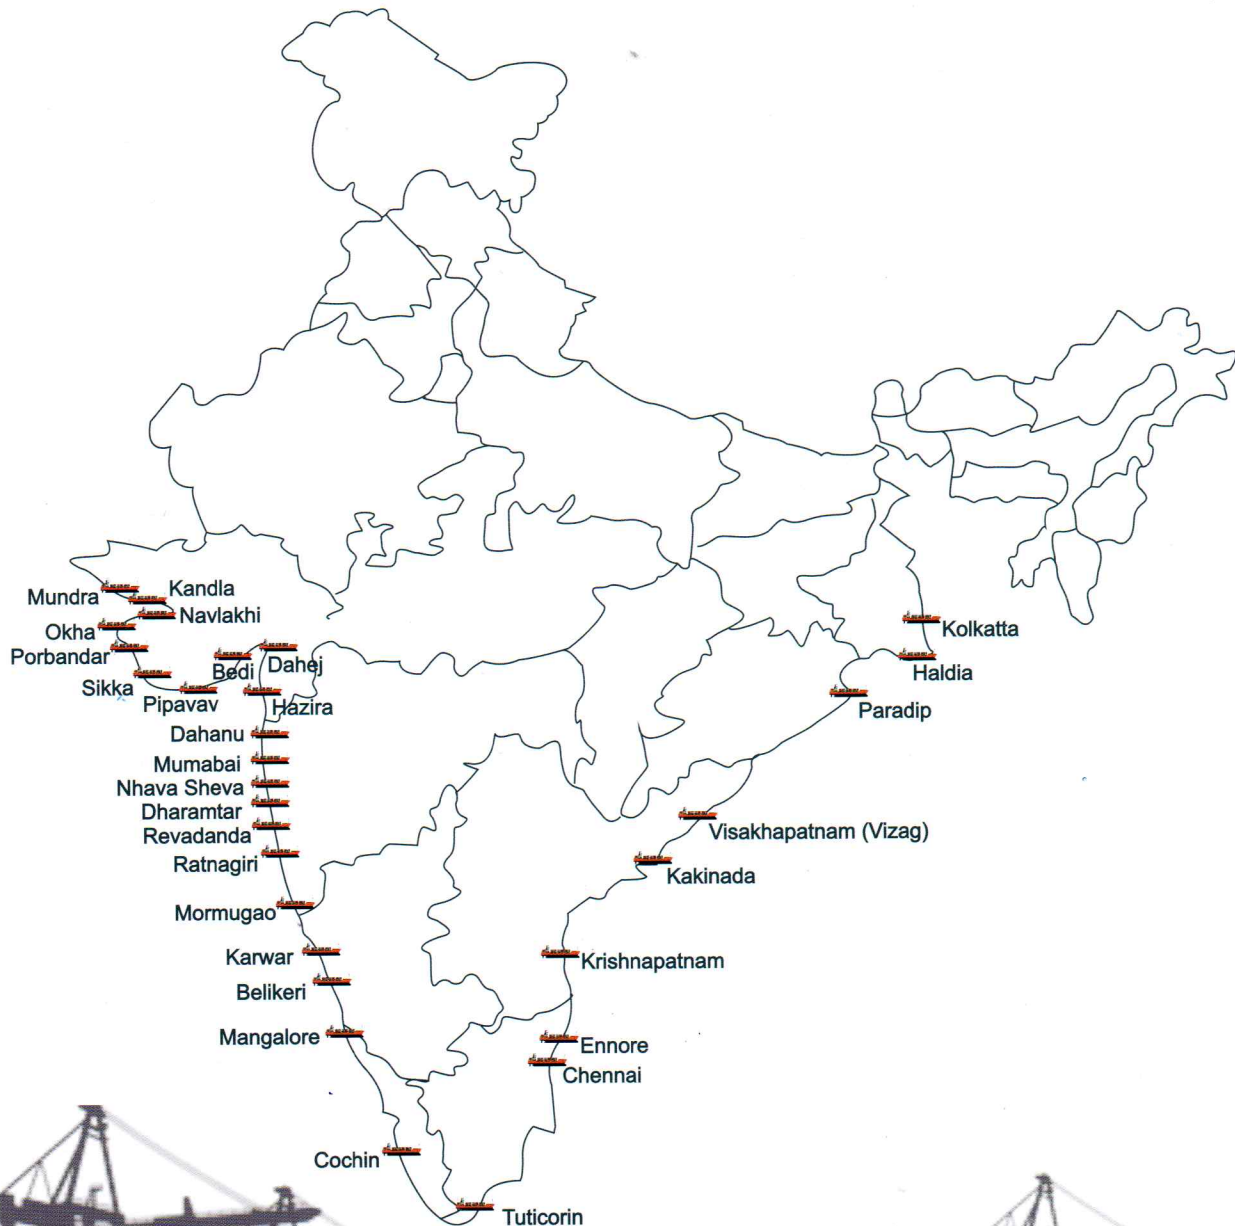 Mundra
Kandla
Navlakhi
Okha
Porbandar
Sikka
Pipavav
Bedi
Dahej
Hazira
Dahanu
Mumabai
Nhava Sheva
Dharamtar
Revadanda
Ratnagiri
Mormugao
Karwar
Belikeri
Mangalore
Cochin
Tuticorin
Chennai
Ennore
Krishnapatnam
Kakinada
Visakhapatnam (Vizag)
Paradip
Haldia
Kolkatta